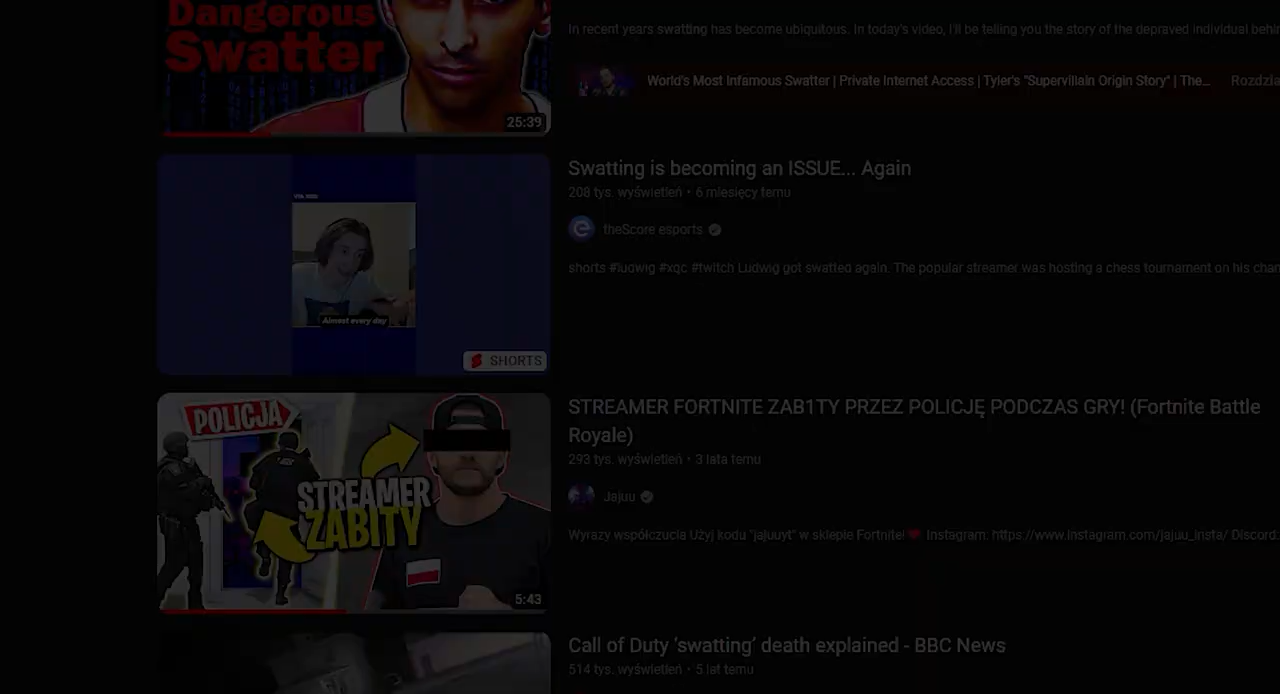 Dangerous
Swatter
25:39
In recent years swatting has become ubiquitous. In today's video, I'll be telling you the story of the depraved individual behin
World's Most Infamous Swatter | Private Internet Access | Tyler's "Supervillain Origin Story" | The...
Rozdzia
Almost every day
SHORTS
Swatting is becoming an ISSUE... Again
208 tys. wyświetleń • 6 miesięcy temu
theScore esports
shorts #ludwig #xqc #twitch Ludwig got swatted again. The popular streamer was hosting a chess tournament on his chan
POLICJA
STREAMER
ZABITY
5:43
STREAMER FORTNITE ZAB1TY PRZEZ POLICJĘ PODCZAS GRY! (Fortnite Battle
Royale)
293 tys. wyświetleń • 3 lata temu
Jajuu
Wyrazy współczucia Użyj kodu "jajuuyt" w sklepie Fortnite! ❤ Instagram: https://www.instagram.com/jajuu_insta/ Discord:
Call of Duty 'swatting' death explained - BBC News
514 tys. wyświetleń • 5 lat temu